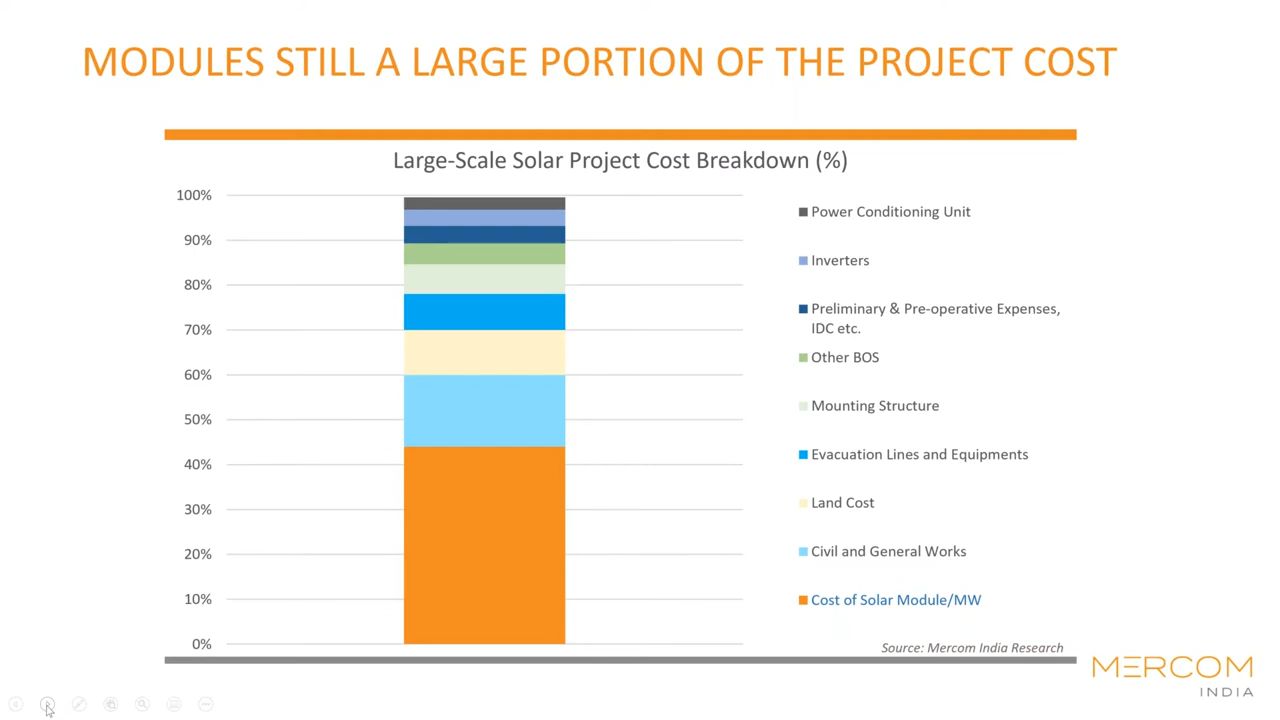 MODULES STILL A LARGE PORTION OF THE PROJECT COST
Large-Scale Solar Project Cost Breakdown (%)
100%
90%
80%
70%
60%
50%
40%
30%
20%
10%
0%
Power Conditioning Unit
Inverters
Preliminary & Pre-operative Expenses,
IDC etc.
Other BOS
Mounting Structure
Evacuation Lines and Equipments
Land Cost
Civil and General Works
Cost of Solar Module/MW
Source: Mercom India Research
MERCOM
INDIA